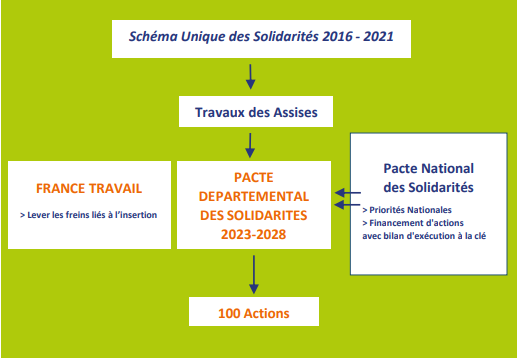 Schéma Unique des Solidarités 2016 - 2021
Travaux des Assises
FRANCE TRAVAIL
> Lever les freins liés à l'insertion
PACTE
DEPARTEMENTAL
DES SOLIDARITES
2023-2028
Pacte National
des Solidarités
> Priorités Nationales
> Financement d'actions
avec bilan d'exécution à la clé
100 Actions